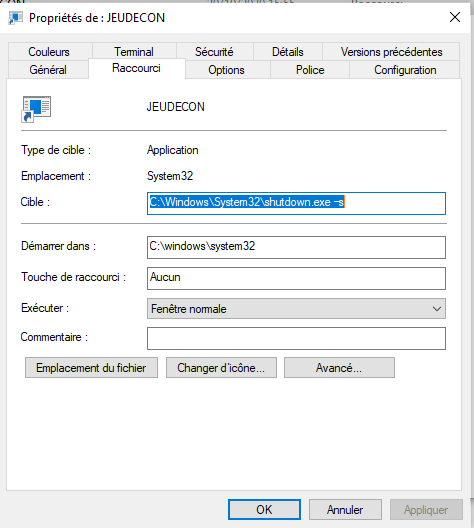 Propriétés de : JEUDECON
Couleurs Terminal Sécurité Détails Versions précédentes
Général Raccourci Options Police Configuration
JEUDECON
Type de cible : Application
Emplacement : System32
Cible : C:\Windows\System32\shutdown.exe -s
Démarrer dans : C:\windows\system32
Touche de raccourci : Aucun
Exécuter : Fenêtre normale
Commentaire :
Emplacement du fichier Changer d'icône... Avancé...
OK Annuler Appliquer